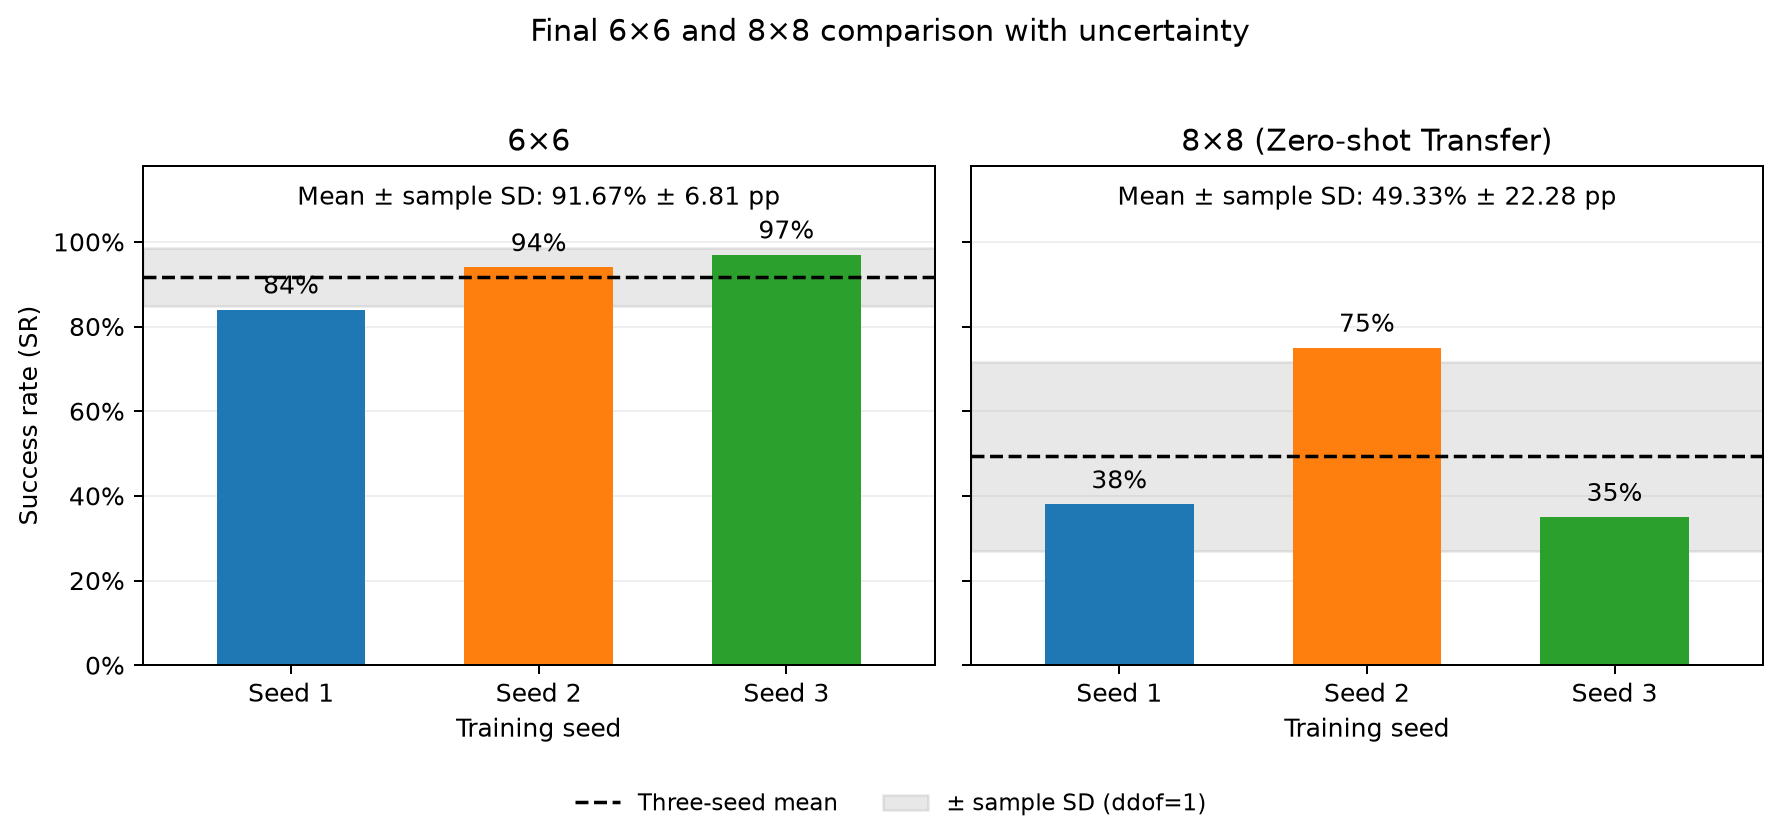 Final 6×6 and 8×8 comparison with uncertainty
6×6
Mean ± sample SD: 91.67% ± 6.81 pp
84%
94%
97%
100%
80%
60%
40%
20%
0%
Success rate (SR)
Seed 1
Seed 2
Seed 3
Training seed
8×8 (Zero-shot Transfer)
Mean ± sample SD: 49.33% ± 22.28 pp
38%
75%
35%
Seed 1
Seed 2
Seed 3
Training seed
Three-seed mean
± sample SD (ddof=1)